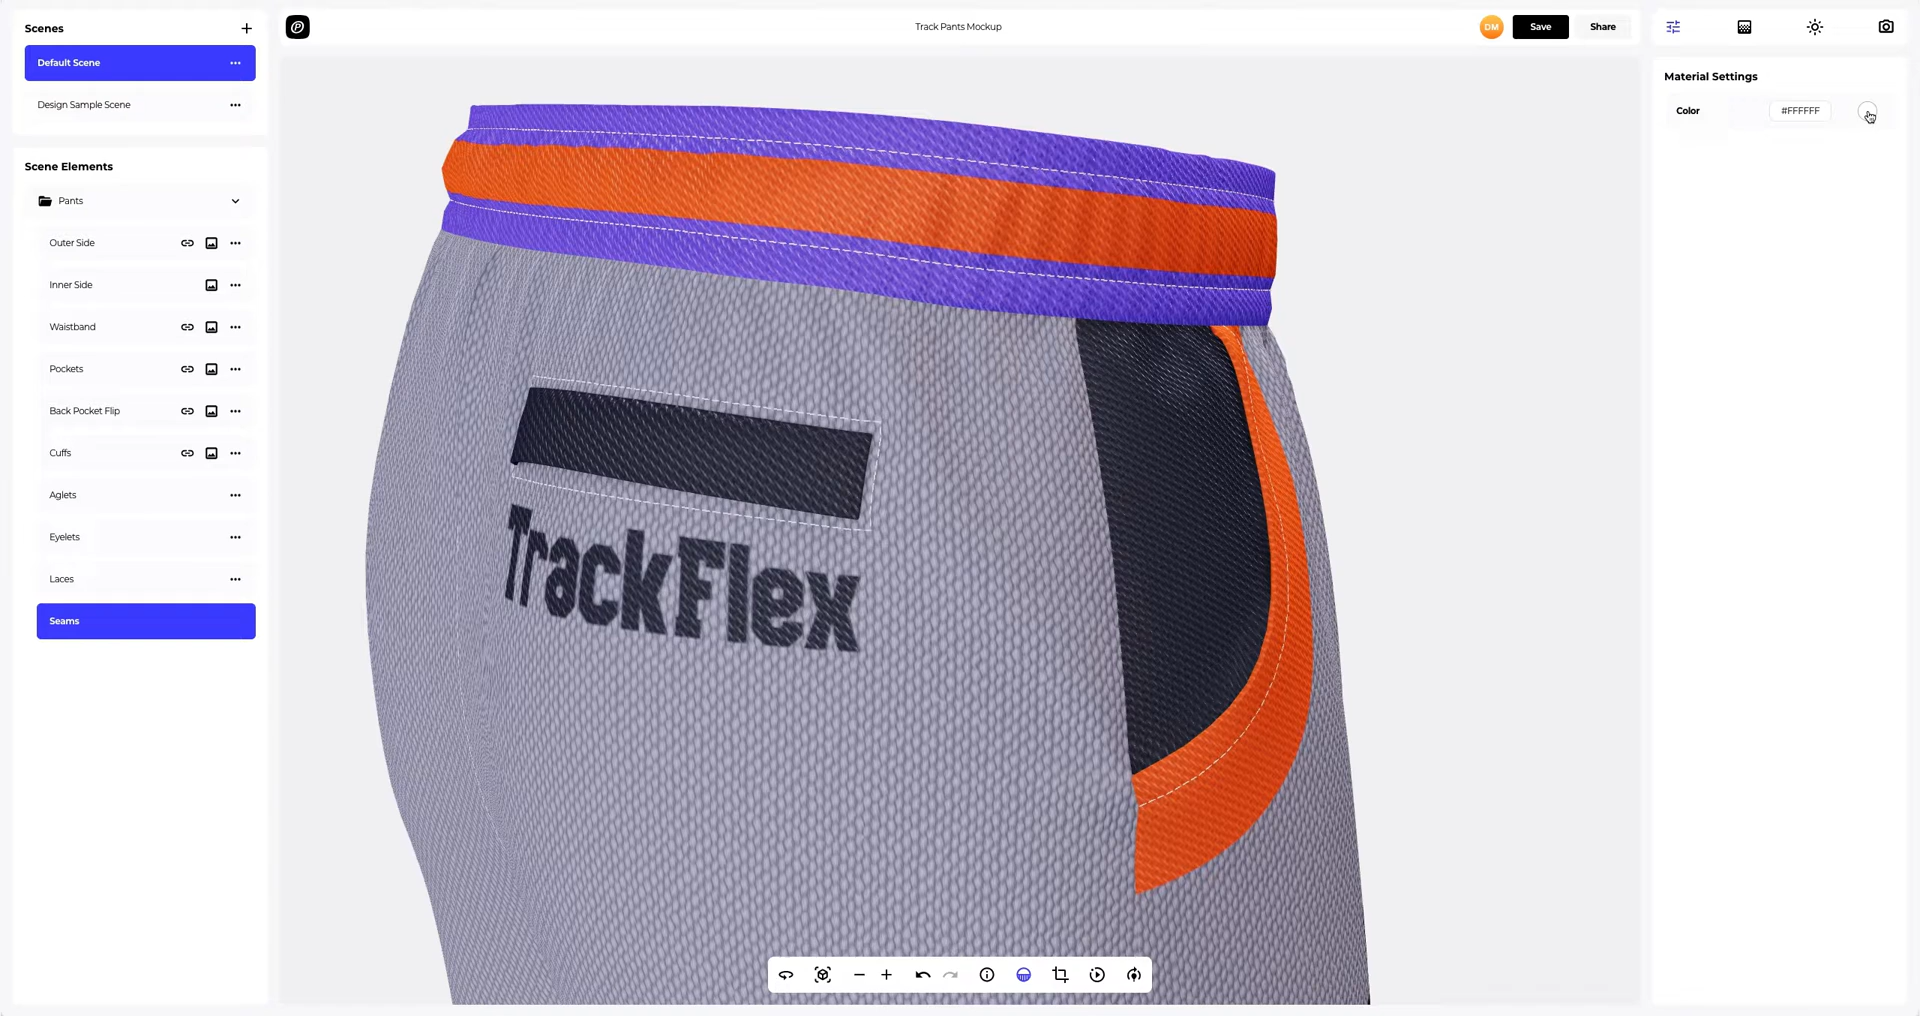 Scenes
Default Scene
Design Sample Scene
Scene Elements
Pants
Outer Side
Inner Side
Waistband
Pockets
Back Pocket Flip
Cuffs
Aglets
Eyelets
Laces
Seams
Track Pants Mockup
DM
Save
Share
TrackFlex
Material Settings
Color
#FFFFFF